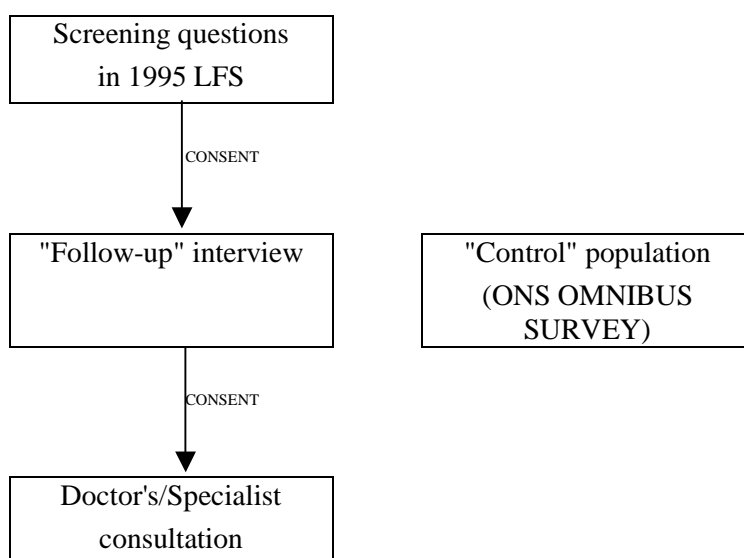 Screening questions
in 1995 LFS
CONSENT
"Follow-up" interview
"Control" population
(ONS OMNIBUS
SURVEY)
CONSENT
Doctor's/Specialist
consultation